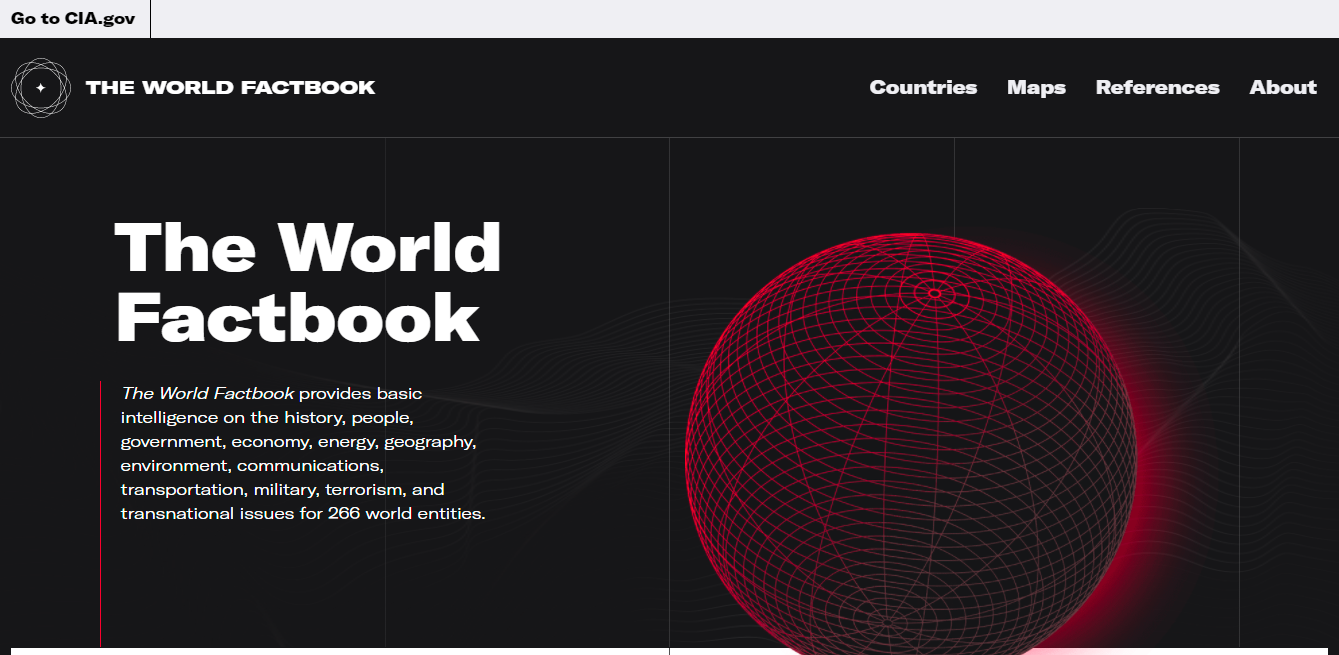 Go to CIA.gov
THE WORLD FACTBOOK
Countries Maps References About
The World
Factbook
The World Factbook provides basic
intelligence on the history, people,
government, economy, energy, geography,
environment, communications,
transportation, military, terrorism, and
transnational issues for 266 world entities.